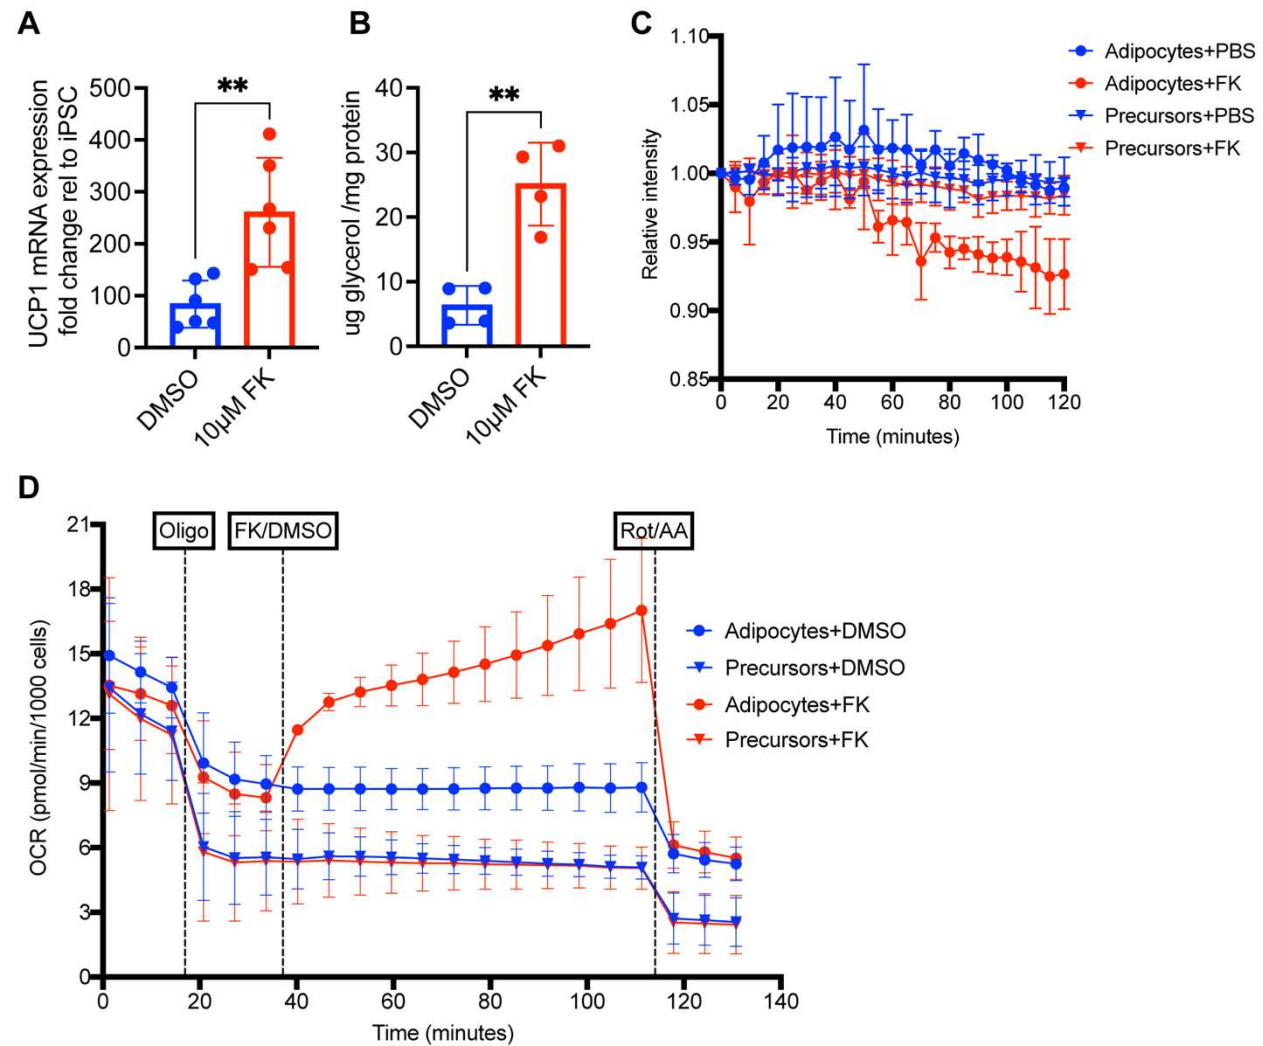 A
UCP1 mRNA expression
fold change rel to iPSC
500
400
300
200
100
0
**
DMSO
10µM FK
B
ug glycerol /mg protein
40
30
20
10
0
**
DMSO
10µM FK
C
Relative intensity
1.10
1.05
1.00
0.95
0.90
0.85
0 20 40 60 80 100 120
Time (minutes)
Adipocytes+PBS
Adipocytes+FK
Precursors+PBS
Precursors+FK
D
OCR (pmol/min/1000 cells)
21
18
15
12
9
6
3
0
Oligo
FK/DMSO
Rot/AA
0 20 40 60 80 100 120 140
Time (minutes)
Adipocytes+DMSO
Precursors+DMSO
Adipocytes+FK
Precursors+FK